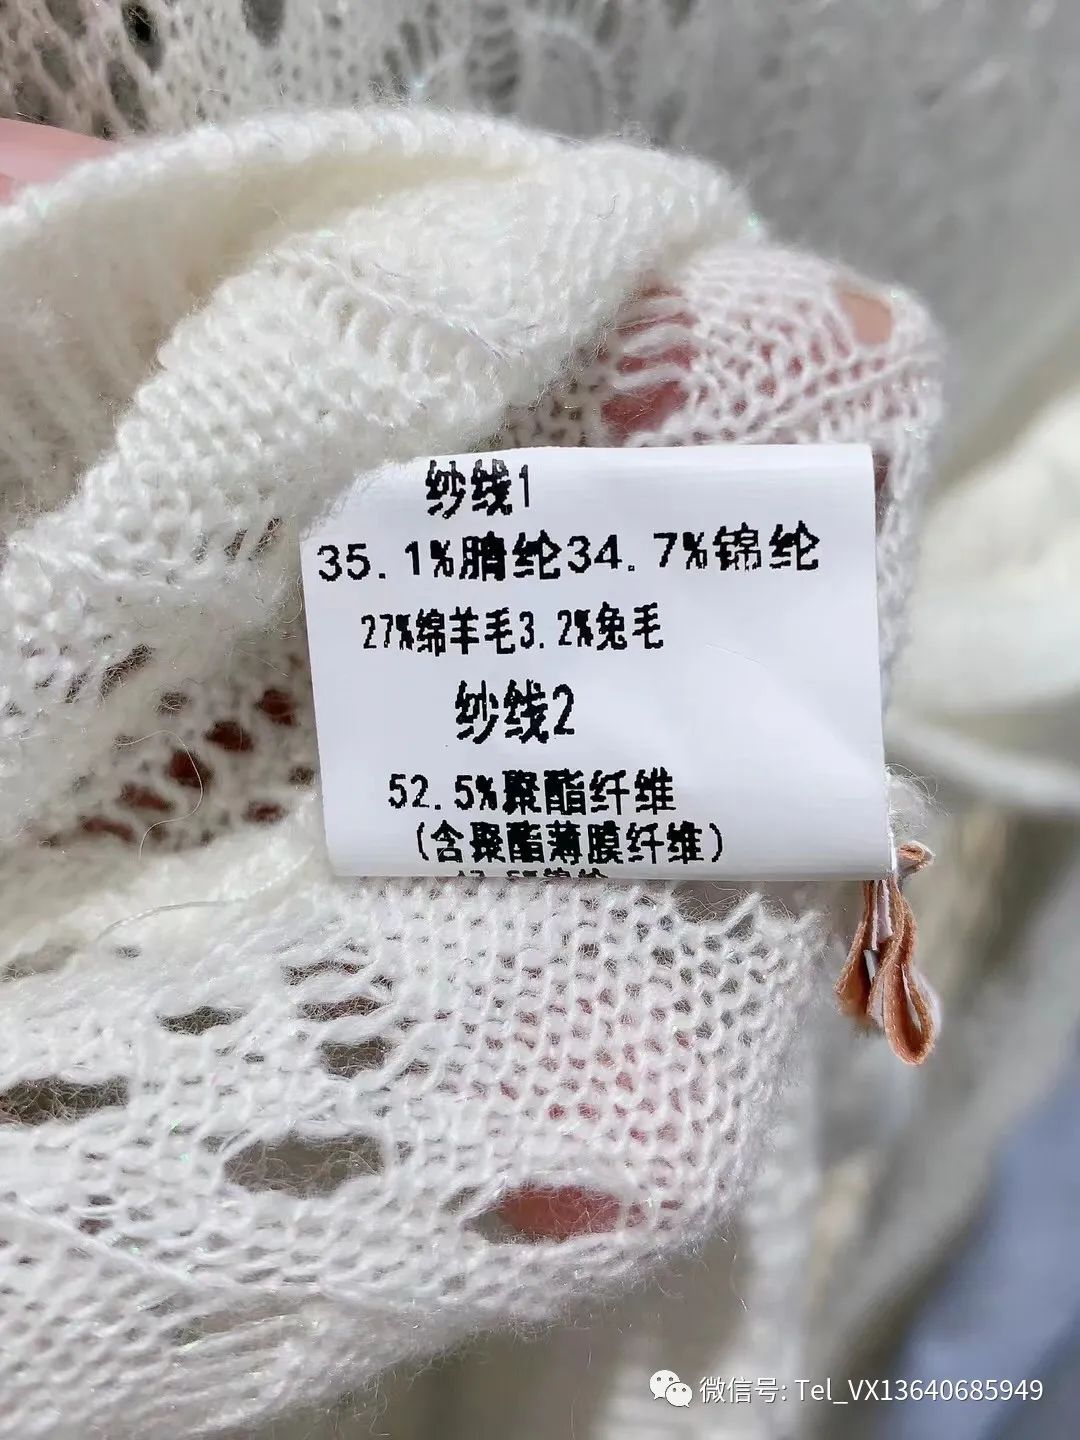 纱线1
35.1%腈纶34.7%锦纶
27%绵羊毛3.2%兔毛
纱线2
52.5%聚酯纤维
(含聚酯薄膜纤维)
微信号: Tel_VX13640685949